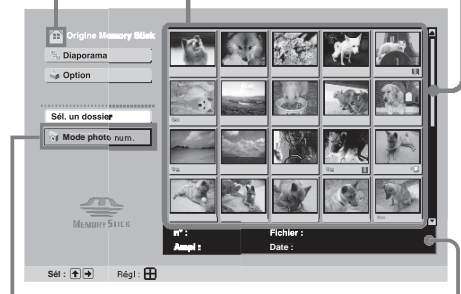 Origine Memory Stick
Diaporama
Option
Sél. un dossier
Mode photo num.
MEMORY STICK
n° :
Fichier :
Ampl :
Date :
Sél :
Régl :